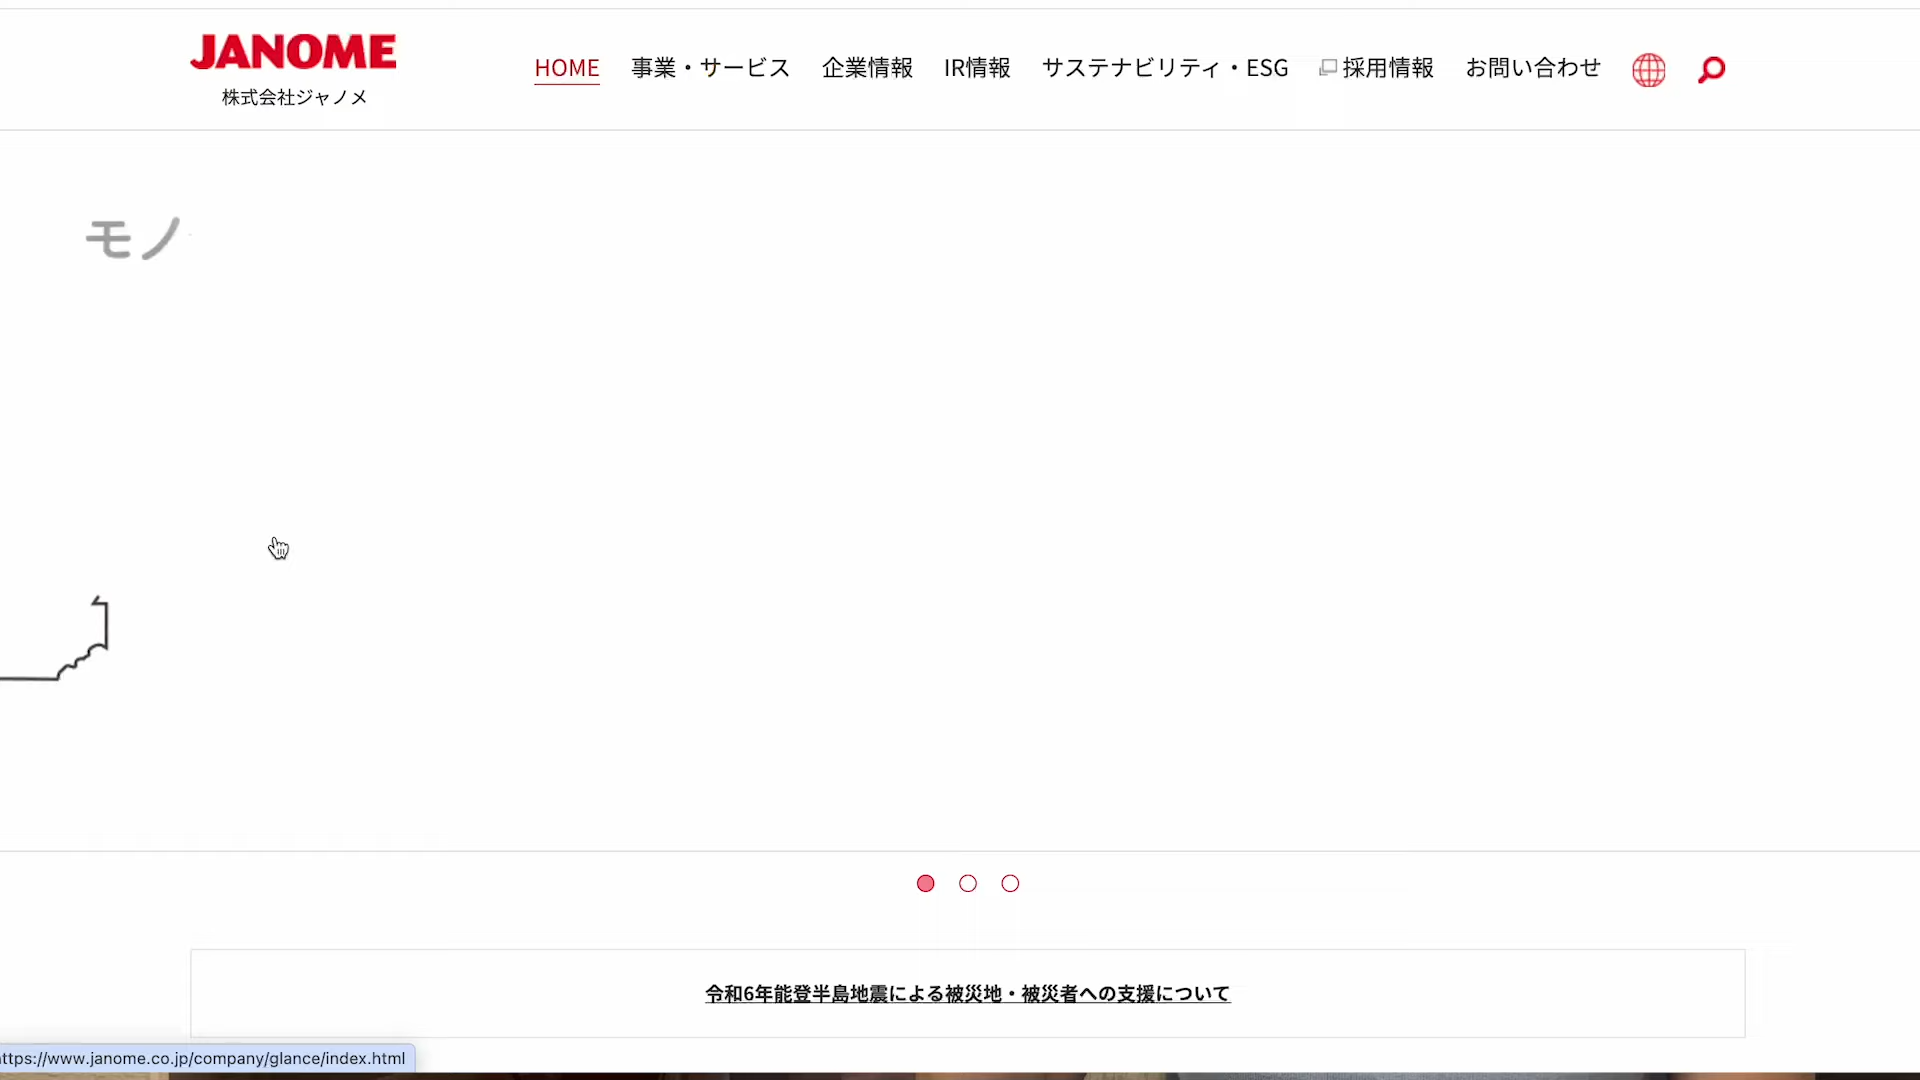 JANOME
株式会社ジャノメ
HOME 事業・サービス 企業情報 IR情報 サステナビリティ・ESG 採用情報 お問い合わせ
モノ
令和6年能登半島地震による被災地・被災者への支援について
ttps://www.janome.co.jp/company/glance/index.html